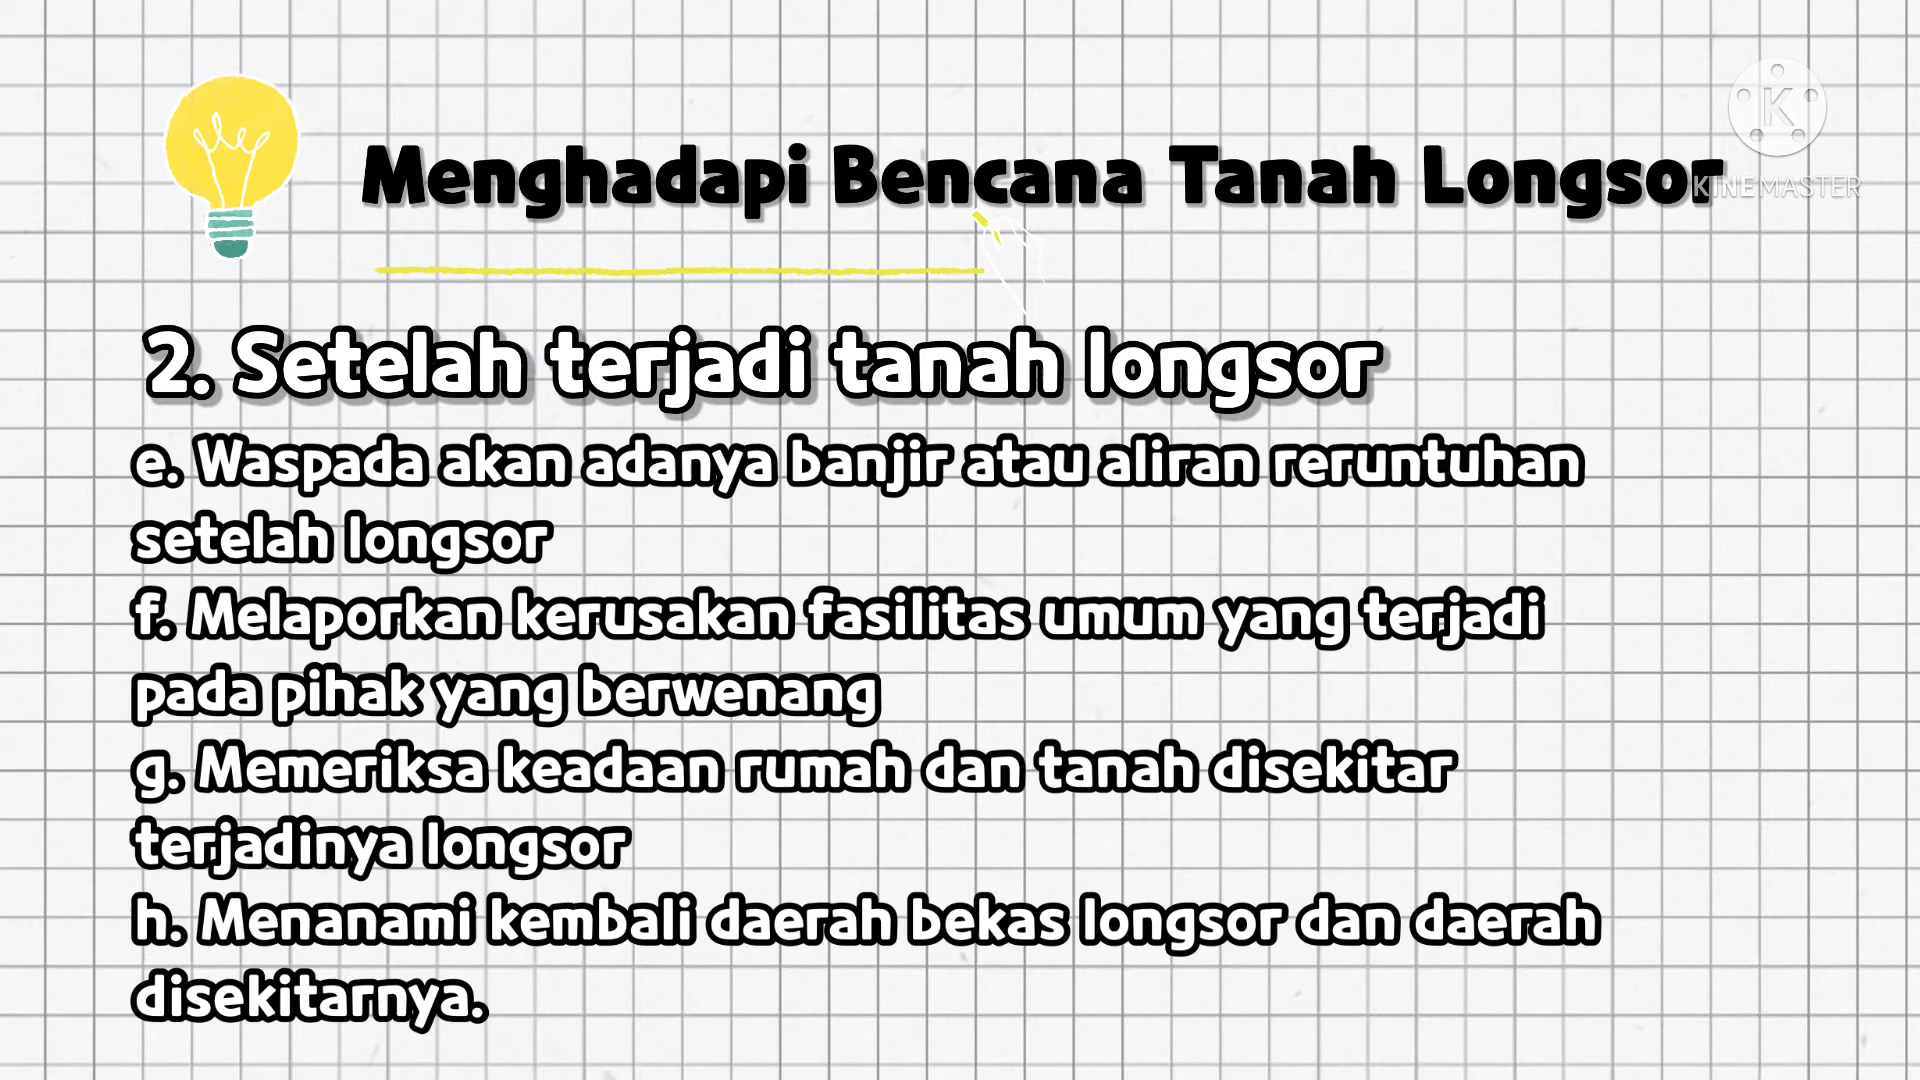 Menghadapi Bencana Tanah Longsor
KINEMASTER
2. Setelah terjadi tanah longsor
e. Waspada akan adanya banjir atau aliran reruntuhan
setelah longsor
f. Melaporkan kerusakan fasilitas umum yang terjadi
pada pihak yang berwenang
g. Memeriksa keadaan rumah dan tanah disekitar
terjadinya longsor
h. Menanami kembali daerah bekas longsor dan daerah
disekitarnya.